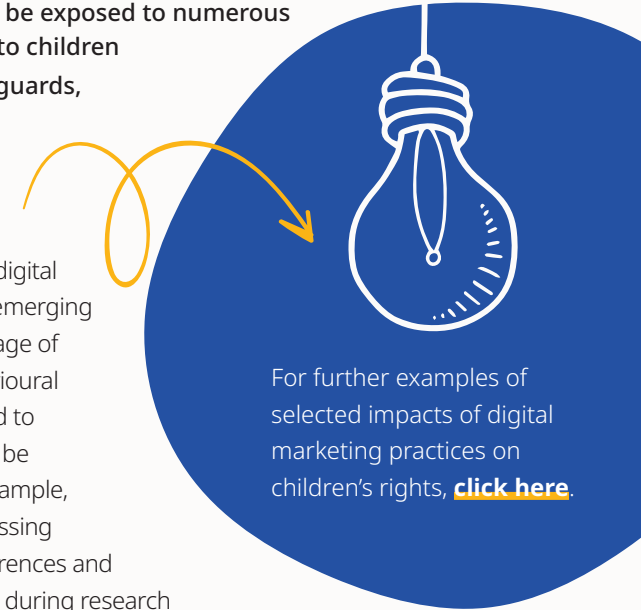 be exposed to numerous
to children
guards,
digital
emerging
age of
ioural
d to
be
ample,
ssing
rences and
during research
For further examples of
selected impacts of digital
marketing practices on
children's rights, click here.